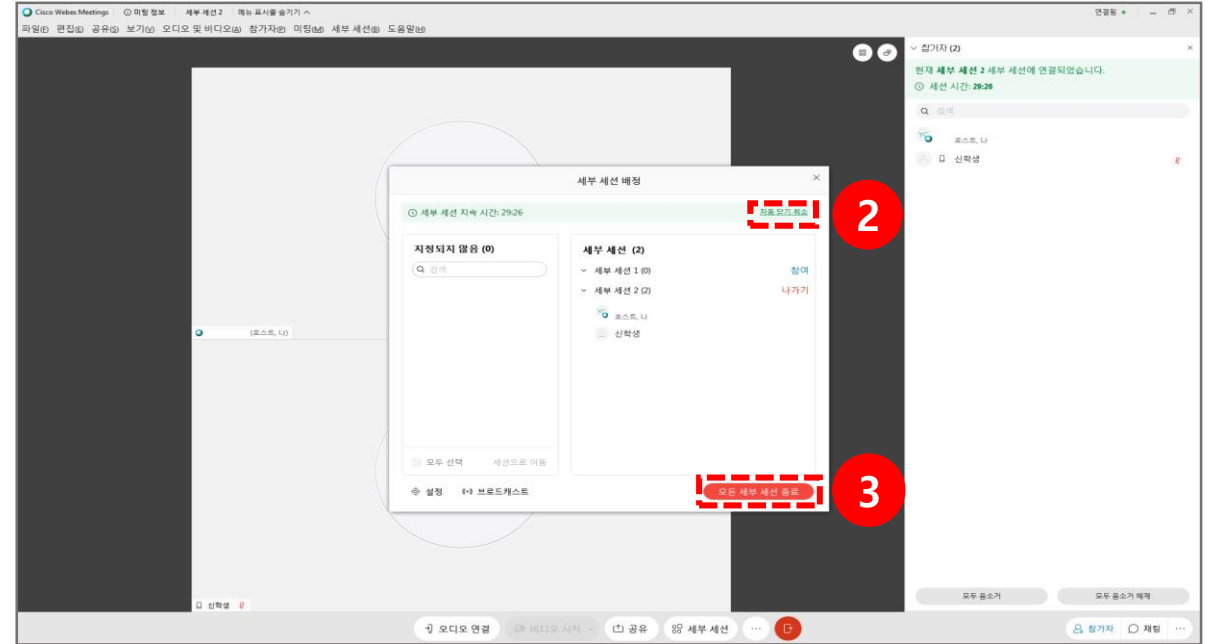 Cisco Webex Meetings 미팅 정보 세부 세션 2 메뉴 표시줄 숨기기 연결됨
파일(F) 편집(E) 공유(S) 보기(V) 오디오 및 비디오(A) 참가자(P) 미팅(M) 세부 세션(B) 도움말(H)
참가자 (2)
현재 세부 세션 2 세부 세션에 연결되었습니다.
세션 시간: 29:26
검색
호스트, 나
신학생
세부 세션 배정
세부 세션 지속 시간: 29:26 자동 닫기 취소
2
지정되지 않음 (0)
검색
모두 선택 세션으로 이동
세부 세션 (2)
세부 세션 1 (0) 참여
세부 세션 2 (2) 나가기
호스트, 나
신학생
설정 브로드캐스트 모든 세부 세션 종료
3
(호스트, 나)
신학생
모두 음소거 모두 음소거 해제
오디오 연결 비디오 시작 공유 세부 세션 ... 참가자 채팅 ...